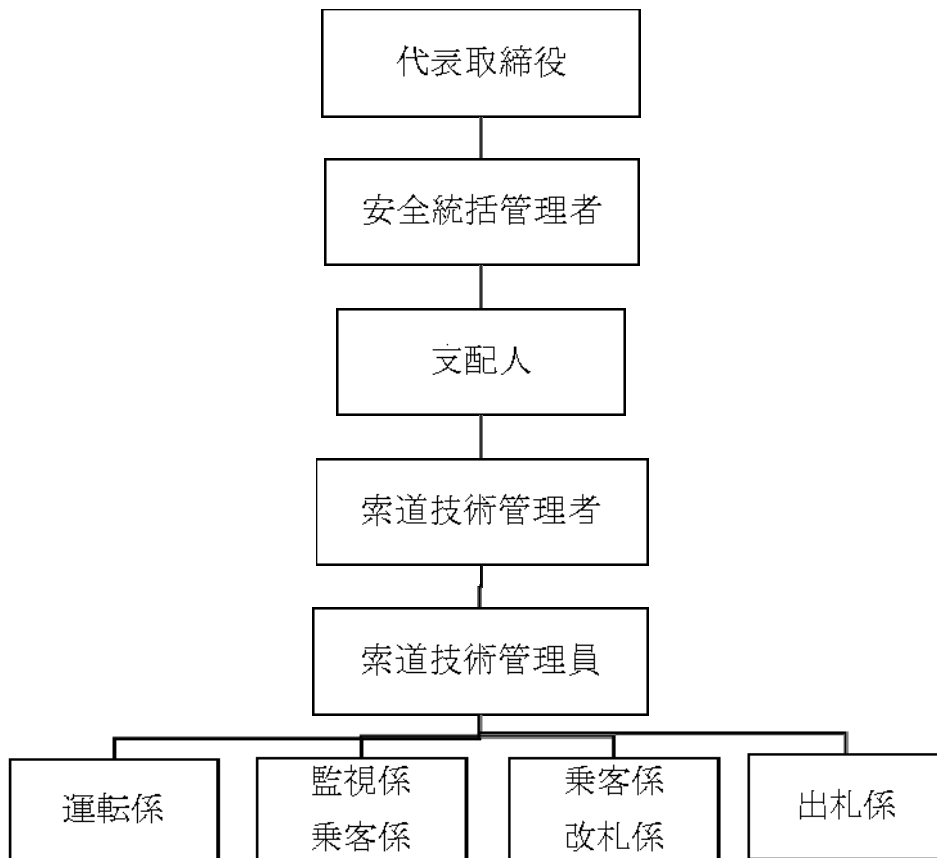 代表取締役
安全統括管理者
支配人
索道技術管理者
索道技術管理員
運転係
監視係
乗客係
乗客係
改札係
出札係